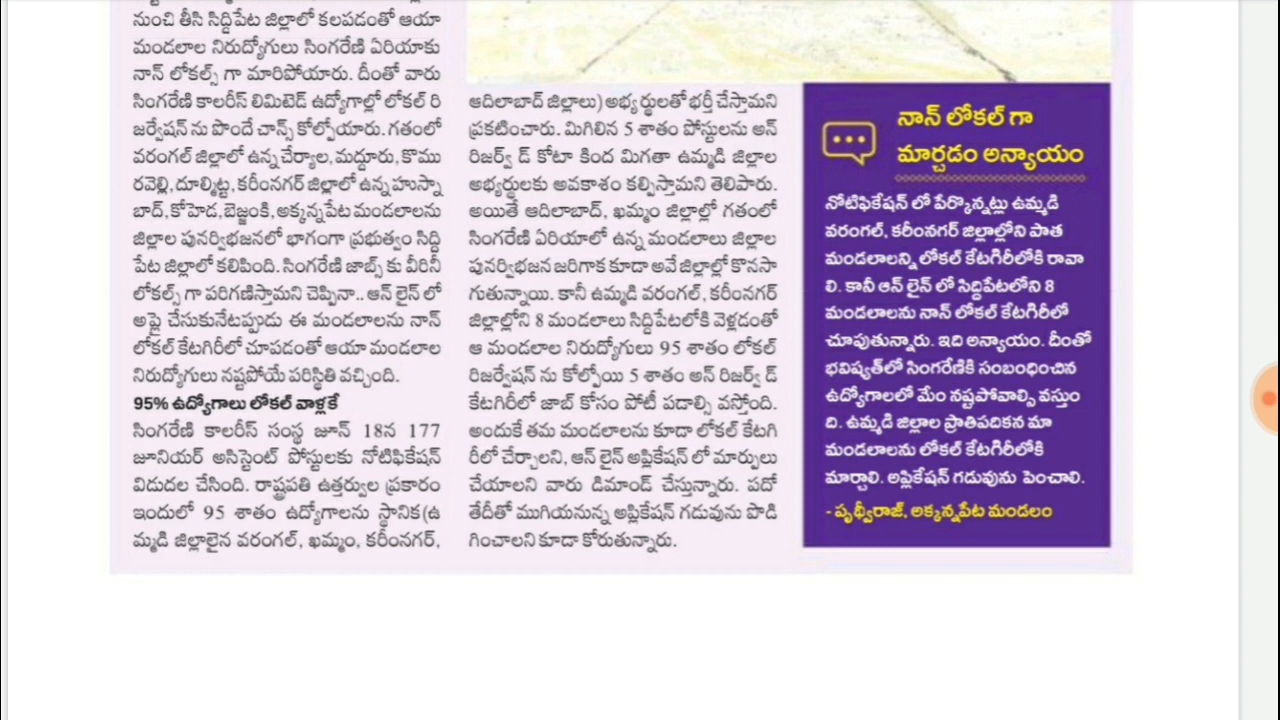 నుంచి తీసి సిద్దిపేట జిల్లాలో కలపడంతో ఆయా
మండలాల నిరుద్యోగులు సింగరేణి ఏరియాకు
నాన్ లోకల్స్ గా మారిపోయారు. దీంతో వారు
సింగరేణి కాలరీస్ లిమిటెడ్ ఉద్యోగాల్లో లోకల్ రి
జర్వేషన్ ను పొందే చాన్స్ కోల్పోయారు. గతంలో
వరంగల్ జిల్లాలో ఉన్న చేర్యాల, మద్దూరు, కొము
రవెల్లి, దూల్మిట్ట, కరీంనగర్ జిల్లాలో ఉన్న హుస్నా
బాద్, కోహెడ, బెజ్జంకి, అక్కన్నపేట మండలాలను
జిల్లాల పునర్విభజనలో భాగంగా ప్రభుత్వం సిద్ది
పేట జిల్లాలో కలిపింది. సింగరేణి జాబ్స్ కు వీరినీ
లోకల్స్ గా పరిగణిస్తామని చెప్పినా.. ఆన్ లైన్ లో
అప్లై చేసుకునేటప్పుడు ఈ మండలాలను నాన్
లోకల్ కేటగిరీలో చూపడంతో ఆయా మండలాల
నిరుద్యోగులు నష్టపోయే పరిస్థితి వచ్చింది.
95% ఉద్యోగాలు లోకల్ వాళ్లకే
సింగరేణి కాలరీస్ సంస్థ జూన్ 18న 177
జూనియర్ అసిస్టెంట్ పోస్టులకు నోటిఫికేషన్
విడుదల చేసింది. రాష్ట్రపతి ఉత్తర్వుల ప్రకారం
ఇందులో 95 శాతం ఉద్యోగాలను స్థానిక(ఉ
మ్మడి జిల్లాలైన వరంగల్, ఖమ్మం, కరీంనగర్,
ఆదిలాబాద్ జిల్లాలు) అభ్యర్థులతో భర్తీ చేస్తామని
ప్రకటించారు. మిగిలిన 5 శాతం పోస్టులను అన్
రిజర్వ్ డ్ కోటా కింద మిగతా ఉమ్మడి జిల్లాల
అభ్యర్థులకు అవకాశం కల్పిస్తామని తెలిపారు.
అయితే ఆదిలాబాద్, ఖమ్మం జిల్లాల్లో గతంలో
సింగరేణి ఏరియాలో ఉన్న మండలాలు జిల్లాల
పునర్విభజన జరిగాక కూడా అవే జిల్లాల్లో కొనసా
గుతున్నాయి. కానీ ఉమ్మడి వరంగల్, కరీంనగర్
జిల్లాల్లోని 8 మండలాలు సిద్దిపేటలోకి వెళ్లడంతో
ఆ మండలాల నిరుద్యోగులు 95 శాతం లోకల్
రిజర్వేషన్ ను కోల్పోయి 5 శాతం అన్ రిజర్వ్ డ్
కేటగిరీలో జాబ్ కోసం పోటీ పడాల్సి వస్తోంది.
అందుకే తమ మండలాలను కూడా లోకల్ కేటగి
రీలో చేర్చాలని, ఆన్ లైన్ అప్లికేషన్ లో మార్పులు
చేయాలని వారు డిమాండ్ చేస్తున్నారు. పదో
తేదీతో ముగియనున్న అప్లికేషన్ గడువును పొడి
గించాలని కూడా కోరుతున్నారు.
నాన్ లోకల్ గా
మార్చడం అన్యాయం
నోటిఫికేషన్ లో పేర్కొన్నట్లు ఉమ్మడి
వరంగల్, కరీంనగర్ జిల్లాల్లోని పాత
మండలాలన్ని లోకల్ కేటగిరీలోకి రావా
లి. కానీ ఆన్ లైన్ లో సిద్దిపేటలోని 8
మండలాలను నాన్ లోకల్ కేటగిరీలో
చూపుతున్నారు. ఇది అన్యాయం. దీంతో
భవిష్యత్‌లో సింగరేణికి సంబంధించిన
ఉద్యోగాలలో మేం నష్టపోవాల్సి వస్తుం
ది. ఉమ్మడి జిల్లాల ప్రాతిపదికన మా
మండలాలను లోకల్ కేటగిరీలోకి
మార్చాలి. అప్లికేషన్ గడువును పెంచాలి.
- పృథ్వీరాజ్, అక్కన్నపేట మండలం